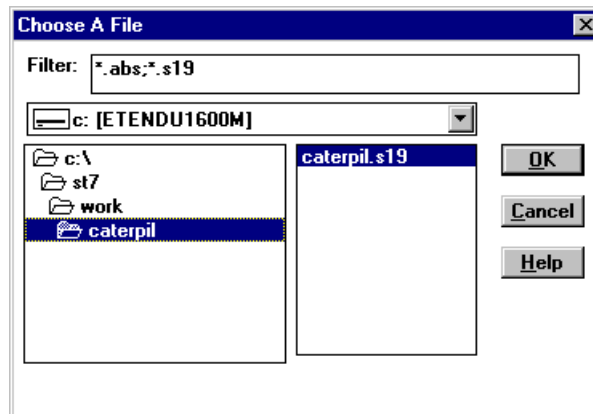 Choose A File
Filter: *.abs;*.s19
c: [ETENDU1600M]
c:\
st7
work
caterpil
caterpil.s19
OK
Cancel
Help